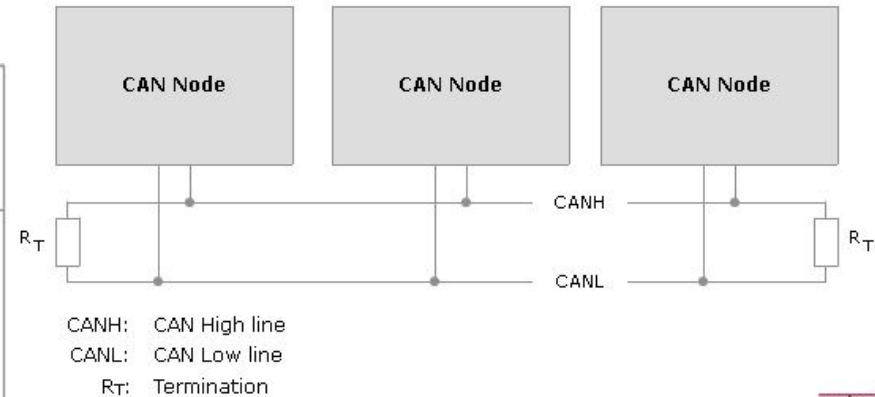 CAN Node CAN Node CAN Node
CANH
R_T R_T
CANL
CANH: CAN High line
CANL: CAN Low line
R_T: Termination